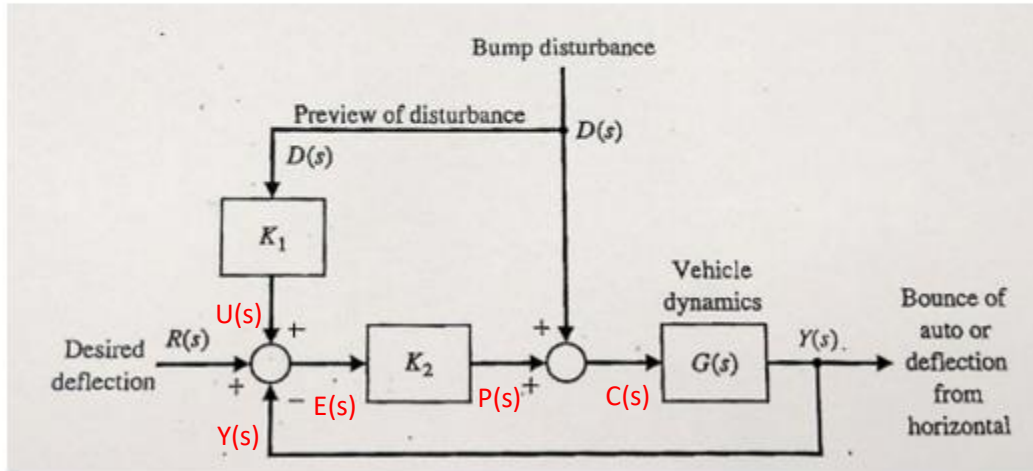 Bump disturbance
Preview of disturbance
D(s)
D(s)
K₁
U(s)
+
Desired
deflection
R(s)
+
−
E(s)
K₂
P(s)
+
+
C(s)
Vehicle
dynamics
G(s)
Y(s)
Bounce of
auto or
deflection
from
horizontal
Y(s)